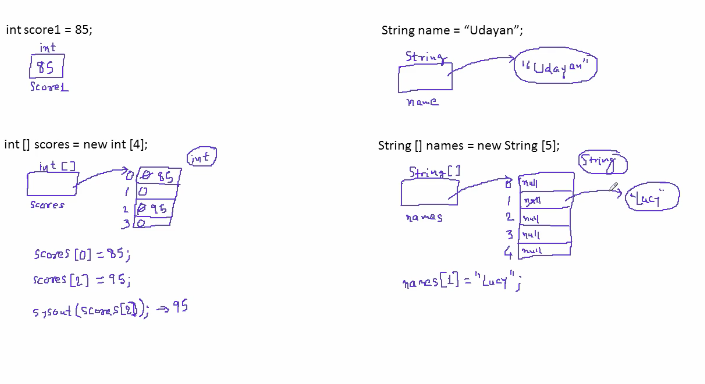 int score1 = 85;
int
85
score1
String name = “Udayan”;
String
"Udayan"
name
int [] scores = new int [4];
int []
int
0 0 85
1 0
2 0 95
3 0
scores
scores [0] = 85;
scores [2] = 95;
sysout (scores[2]); → 95
String [] names = new String [5];
String [ ]
String
0 null
1 null
"Lucy"
2 null
3 null
4 null
names
names[1] = "Lucy";